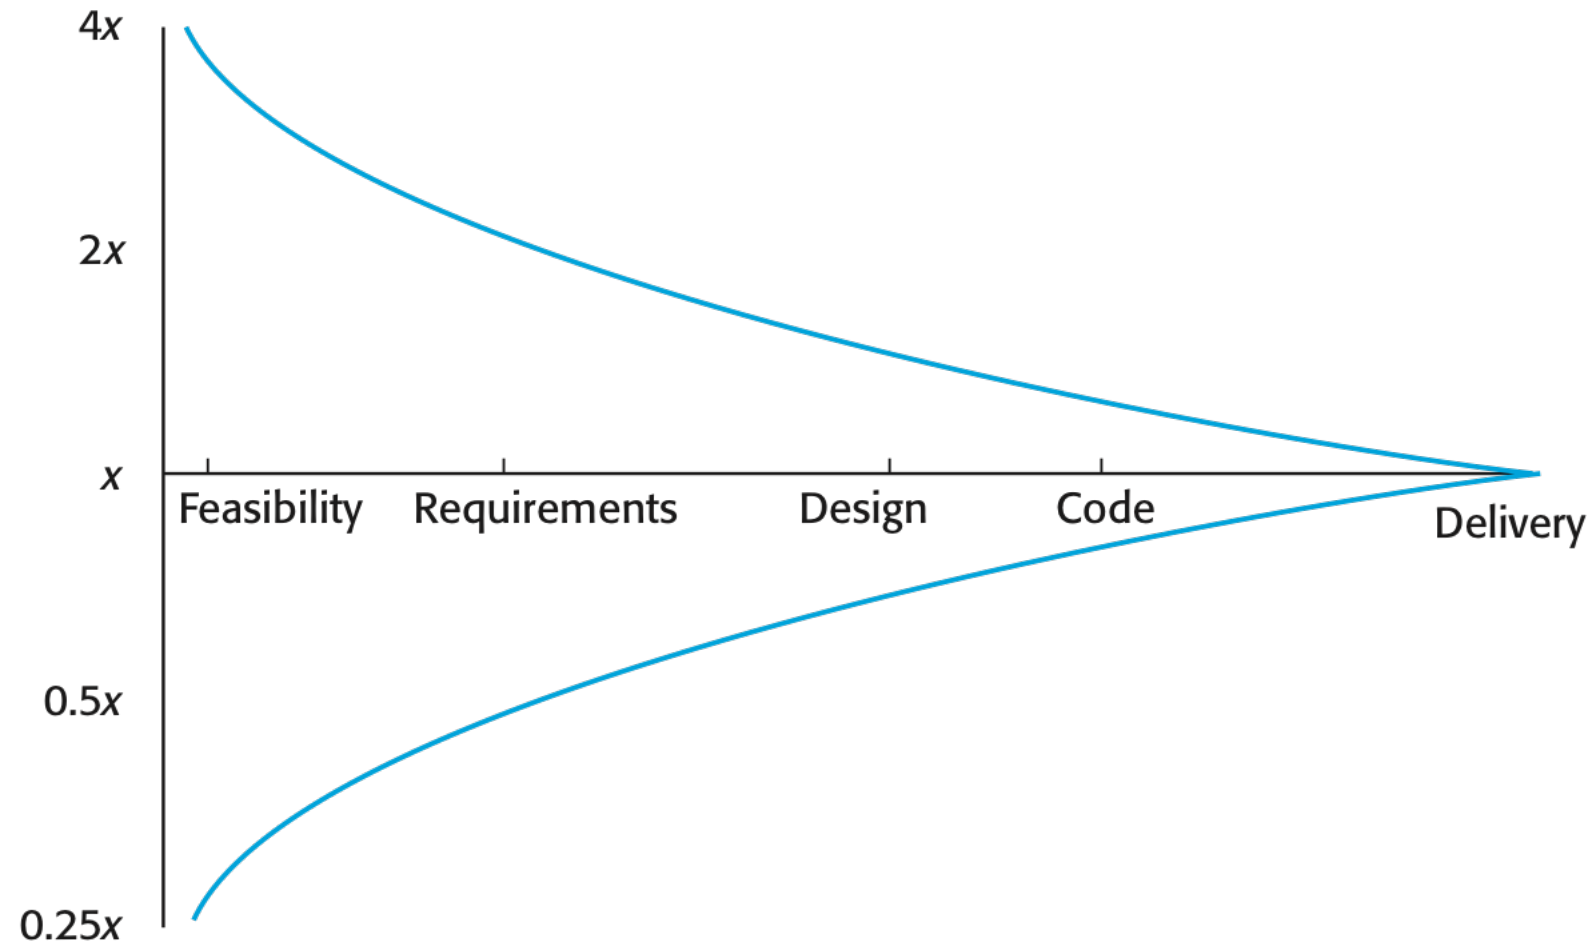 4x
2x
x
Feasibility Requirements Design Code Delivery
0.5x
0.25x